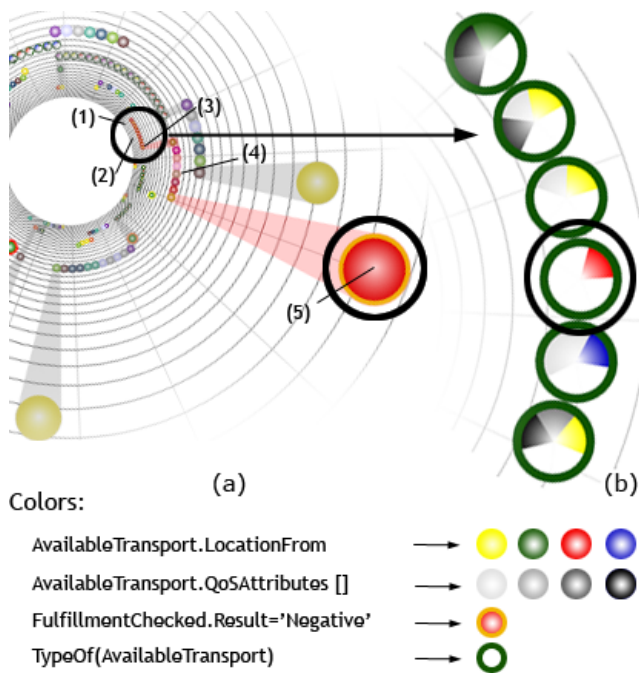 (1)
(3)
(2)
(4)
(5)
(a)
(b)
Colors:
AvailableTransport.LocationFrom
AvailableTransport.QoSAttributes []
FulfillmentChecked.Result='Negative'
TypeOf(AvailableTransport)